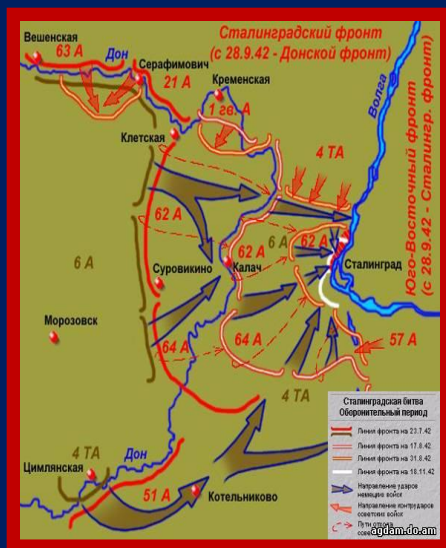 Сталинградский фронт
(с 28.9.42 - Донской фронт)
Вешенская
63 А
Дон
Серафимович
21 А
Кременская
1 гв. А
Клетская
Волга
Юго-Восточный фронт
(с 28.9.42 - Сталингр. фронт)
4 ТА
62 А
6 А
62 А
6 А
62 А
Сталинград
Суровикино
Калач
Морозовск
64 А
64 А
57 А
4 ТА
4 ТА
Дон
Цимлянская
51 А
Котельниково
Сталинградская битва
Оборонительный период
Линия фронта на 23.7.42
Линия фронта на 17.8.42
Линия фронта на 31.8.42
Линия фронта на 18.11.42
Направление ударов
немецких войск
Направление контрударов
советских войск
Пути отхода
agdam.do.am